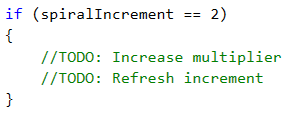 if (spiralIncrement == 2)
{
    //TODO: Increase multiplier
    //TODO: Refresh increment
}